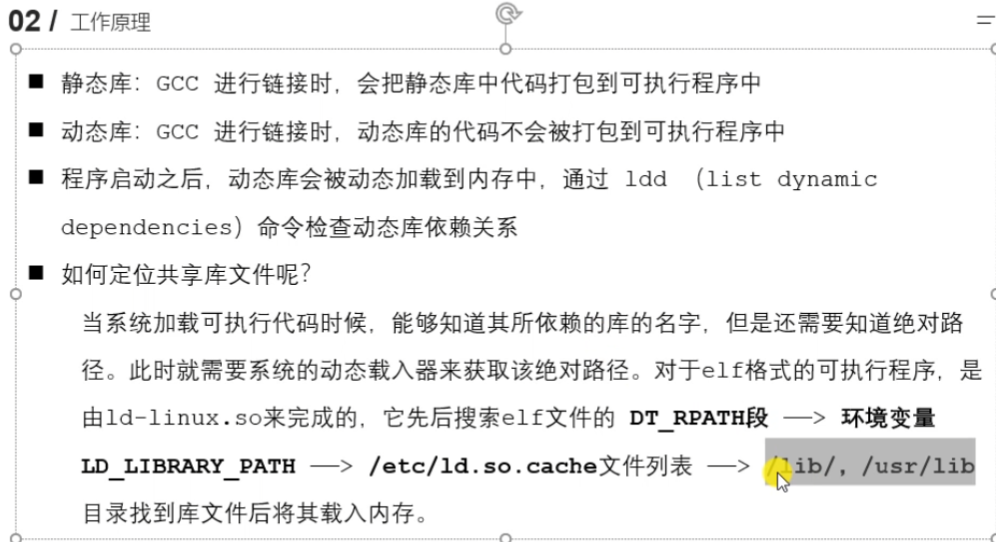 02 / 工作原理
■ 静态库：GCC 进行链接时，会把静态库中代码打包到可执行程序中
■ 动态库：GCC 进行链接时，动态库的代码不会被打包到可执行程序中
■ 程序启动之后，动态库会被动态加载到内存中，通过 ldd （list dynamic
dependencies）命令检查动态库依赖关系
■ 如何定位共享库文件呢？
当系统加载可执行代码时候，能够知道其所依赖的库的名字，但是还需要知道绝对路
径。此时就需要系统的动态载入器来获取该绝对路径。对于elf格式的可执行程序，是
由ld-linux.so来完成的，它先后搜索elf文件的 DT_RPATH段 ——> 环境变量
LD_LIBRARY_PATH ——> /etc/ld.so.cache文件列表 ——> /lib/，/usr/lib
目录找到库文件后将其载入内存。